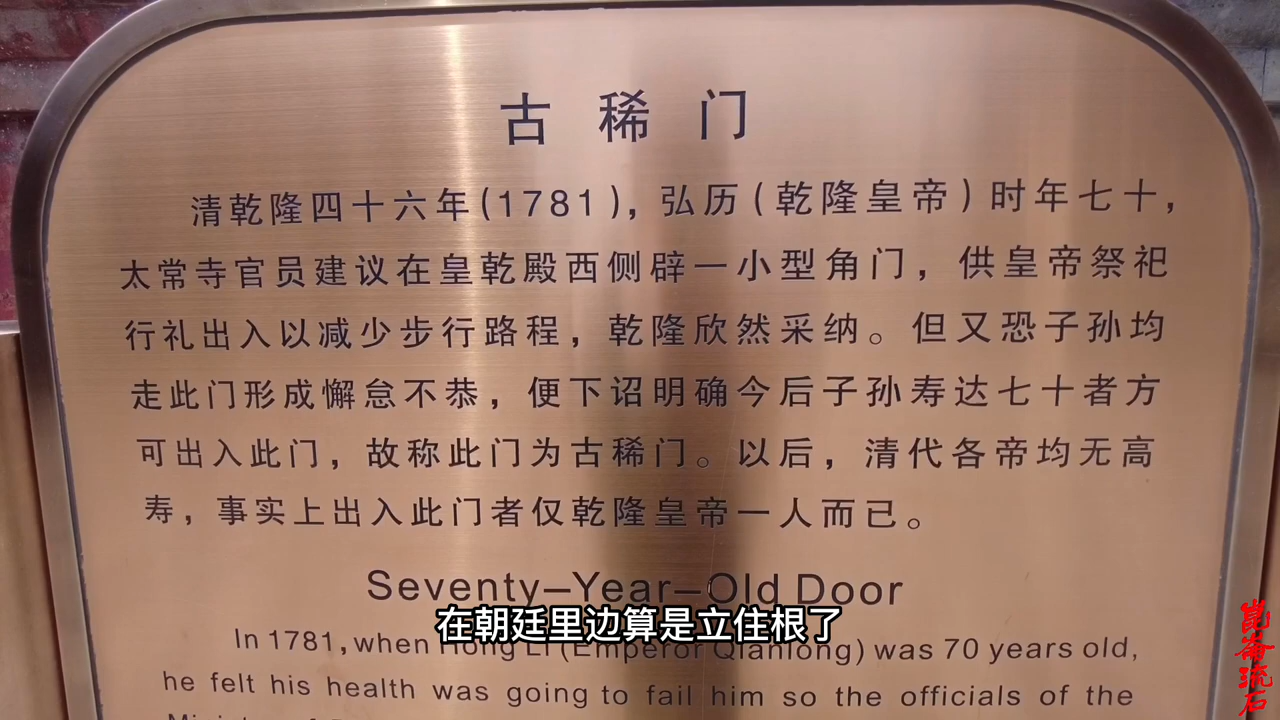 古稀门
清乾隆四十六年(1781)，弘历(乾隆皇帝)时年七十，
太常寺官员建议在皇乾殿西侧辟一小型角门，供皇帝祭祀
行礼出入以减少步行路程，乾隆欣然采纳。但又恐子孙均
走此门形成懈怠不恭，便下诏明确今后子孙寿达七十者方
可出入此门，故称此门为古稀门。以后，清代各帝均无高
寿，事实上出入此门者仅乾隆皇帝一人而已。
Seventy–Year–Old Door
在朝廷里边算是立住根了
In 1781, when Hong Li (Emperor Qianlong) was 70 years old,
he felt his health was going to fail him so the officials of the
崑崙琉石